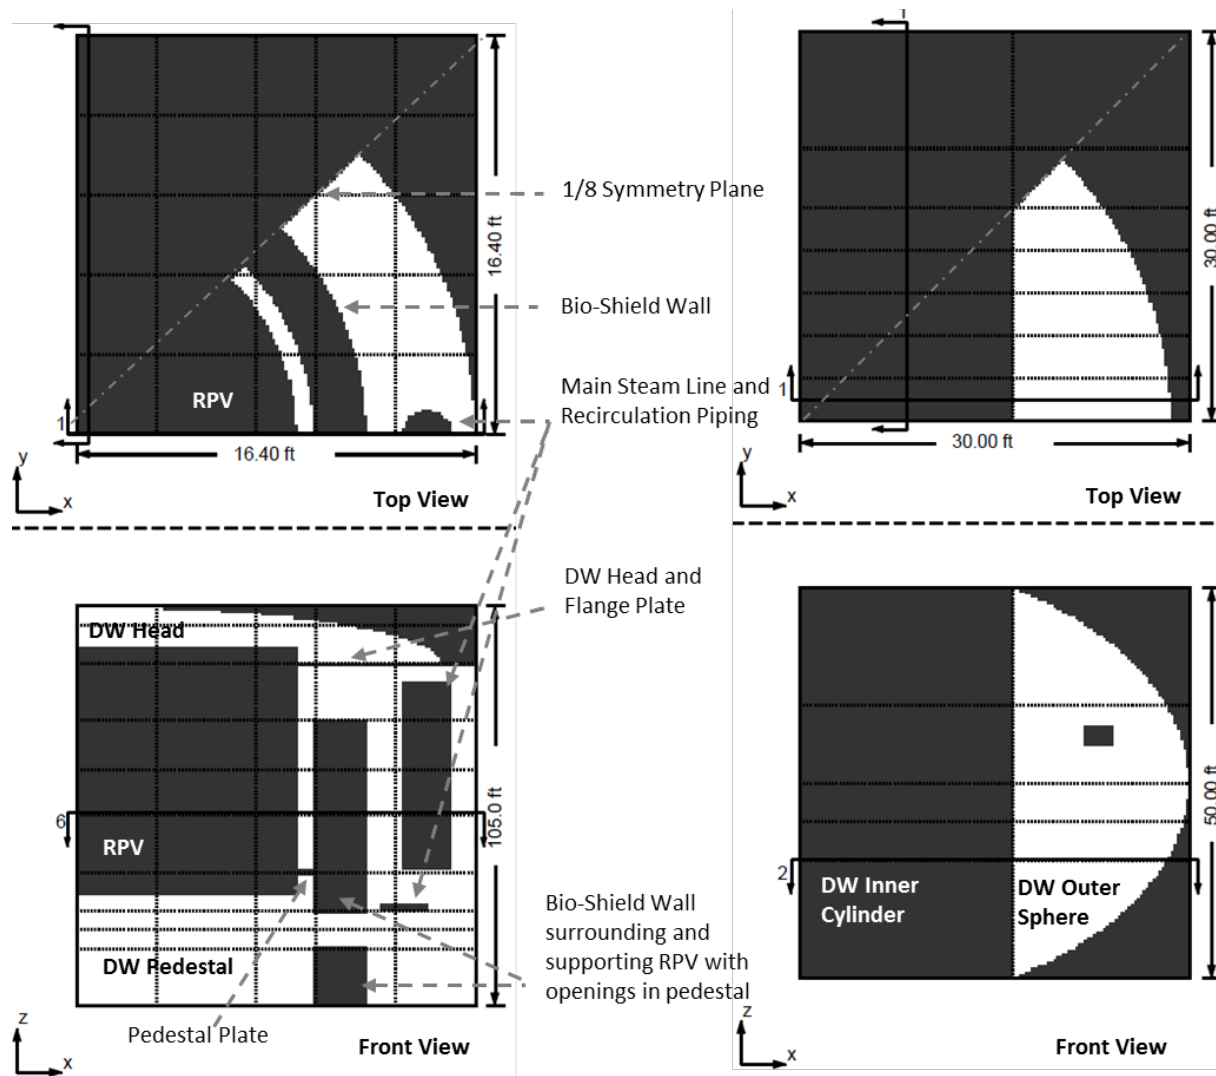 1
16.40 ft
30.00 ft
1/8 Symmetry Plane
Bio-Shield Wall
Main Steam Line and
Recirculation Piping
RPV
1
1
16.40 ft
30.00 ft
y
x
Top View
y
x
Top View
DW Head and
Flange Plate
DW Head
105.0 ft
50.00 ft
6
RPV
2
DW Inner
Cylinder
DW Outer
Sphere
Bio-Shield Wall
surrounding and
supporting RPV with
openings in pedestal
DW Pedestal
Pedestal Plate
z
x
Front View
z
x
Front View